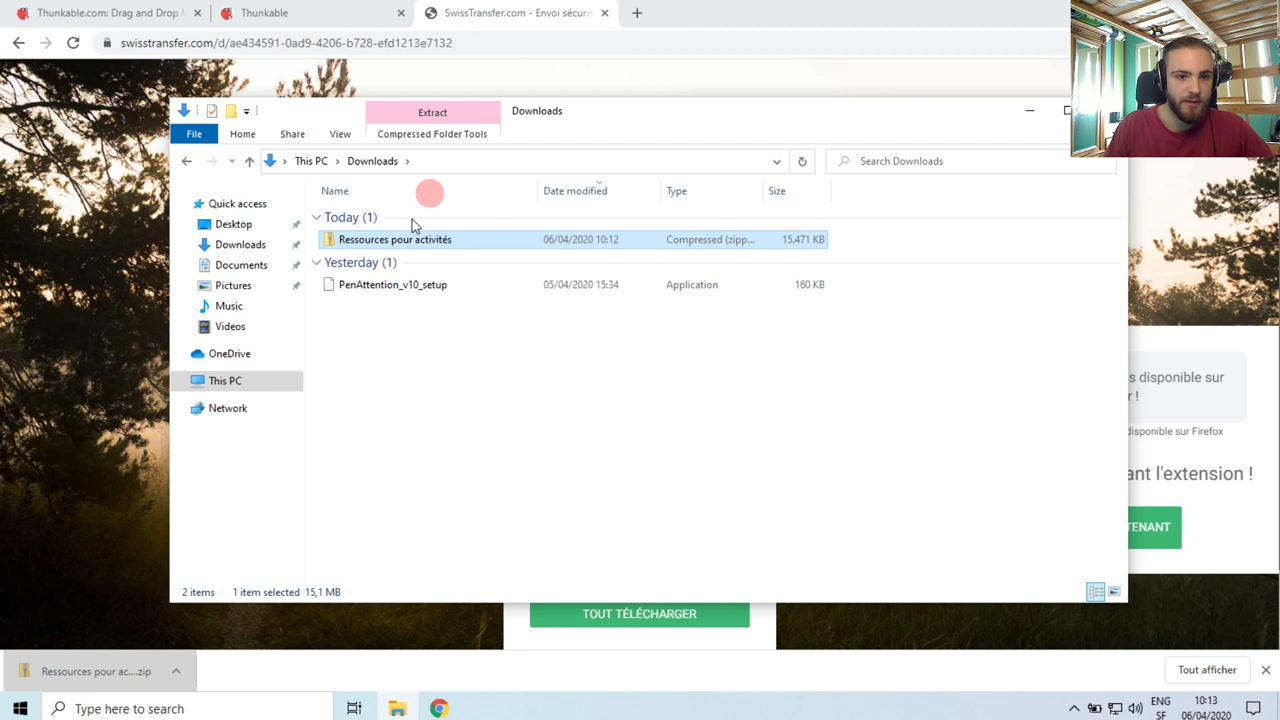 Thunkable.com: Drag and Drop M
Thunkable
SwissTransfer.com - Envoi sécuris
swisstransfer.com/d/ae434591-0ad9-4206-b728-efd1213e7132
Extract
Downloads
File
Home
Share
View
Compressed Folder Tools
This PC
Downloads
Search Downloads
Name
Date modified
Type
Size
Quick access
Desktop
Downloads
Documents
Pictures
Music
Videos
OneDrive
This PC
Network
Today (1)
Ressources pour activités 06/04/2020 10:12 Compressed (zipp... 15.471 KB
Yesterday (1)
PenAttention_v10_setup 05/04/2020 15:34 Application 160 KB
s disponible sur
r !
disponible sur Firefox
ant l'extension !
TENANT
2 items 1 item selected 15,1 MB
TOUT TÉLÉCHARGER
Ressources pour ac....zip
Tout afficher
Type here to search
ENG
SF
10:13
06/04/2020